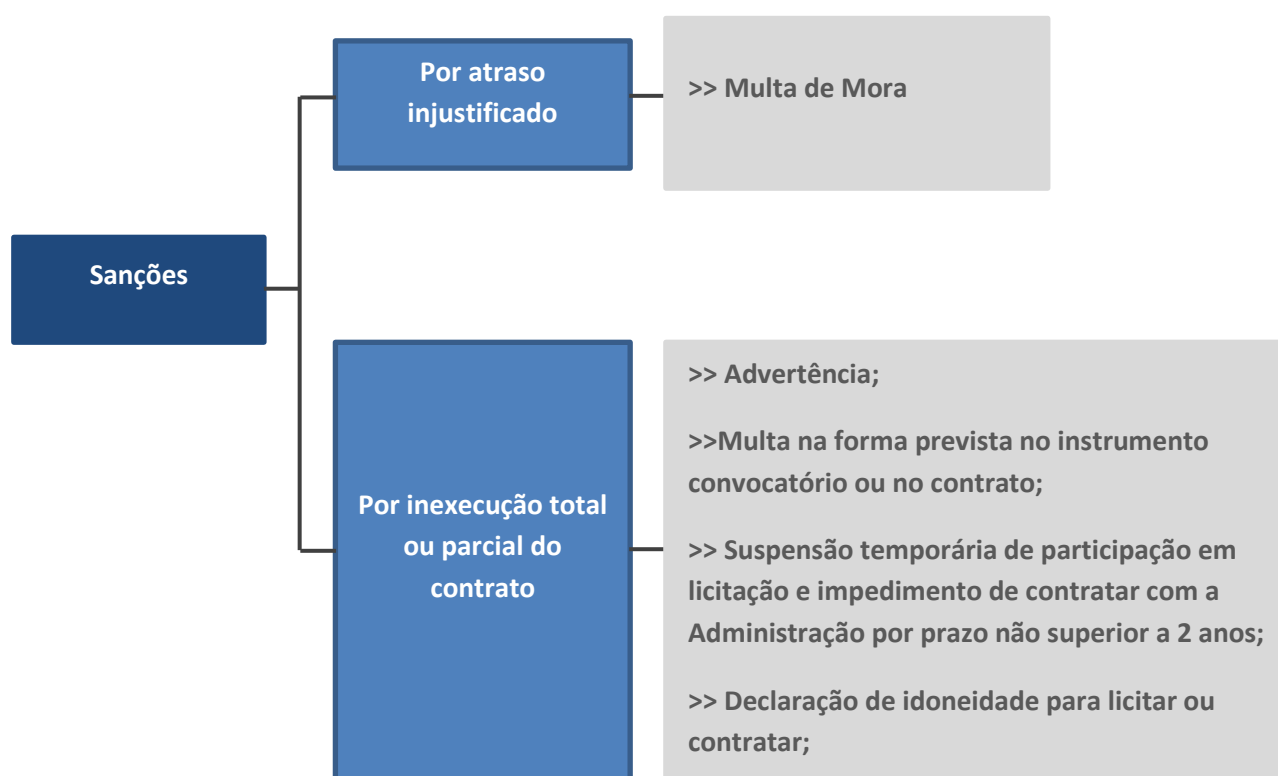 Por atraso
injustificado
>> Multa de Mora
Sanções
Por inexecução total
ou parcial do
contrato
>> Advertência;
>>Multa na forma prevista no instrumento
convocatório ou no contrato;
>> Suspensão temporária de participação em
licitação e impedimento de contratar com a
Administração por prazo não superior a 2 anos;
>> Declaração de idoneidade para licitar ou
contratar;